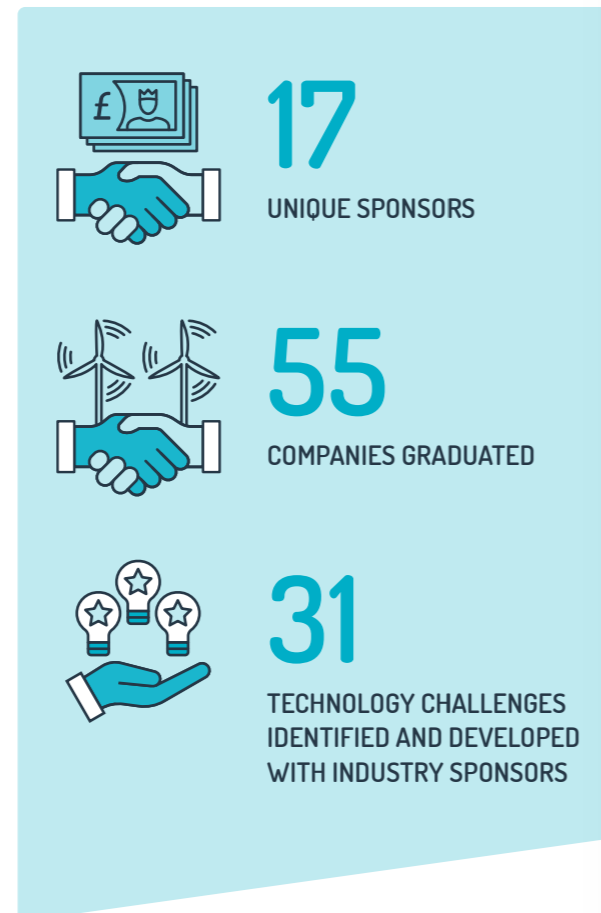 £
17
UNIQUE SPONSORS
55
COMPANIES GRADUATED
31
TECHNOLOGY CHALLENGES
IDENTIFIED AND DEVELOPED
WITH INDUSTRY SPONSORS